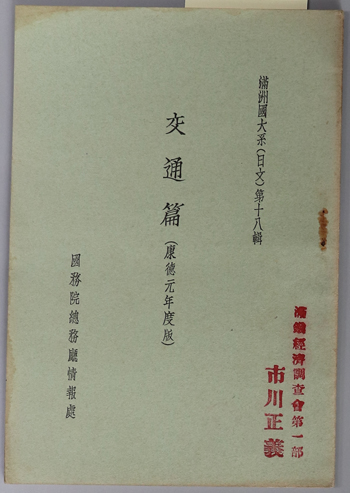 滿洲國大系(日文)第十八輯
交通篇(康德元年度版)
國務院總務廳情報處
滿鐵經濟調查會第一部
市川正義